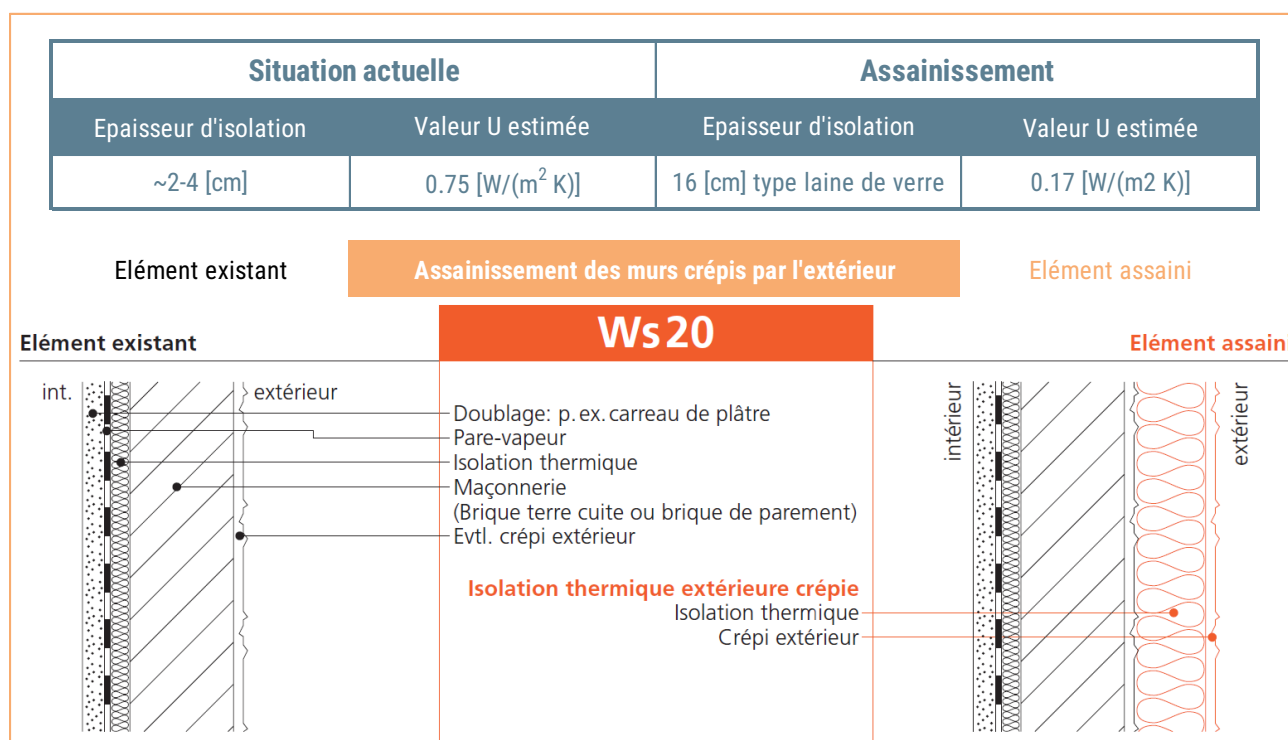 Situation actuelle Assainissement
Epaisseur d'isolation Valeur U estimée Epaisseur d'isolation Valeur U estimée
~2-4 [cm] 0.75 [W/(m² K)] 16 [cm] type laine de verre 0.17 [W/(m2 K)]
Elément existant Assainissement des murs crépis par l'extérieur Elément assaini
Ws 20
Elément existant Elément assain
int. extérieur
Doublage: p. ex. carreau de plâtre
Pare-vapeur
Isolation thermique
Maçonnerie
(Brique terre cuite ou brique de parement)
Evtl. crépi extérieur
Isolation thermique extérieure crépie
Isolation thermique
Crépi extérieur
intérieur
extérieur